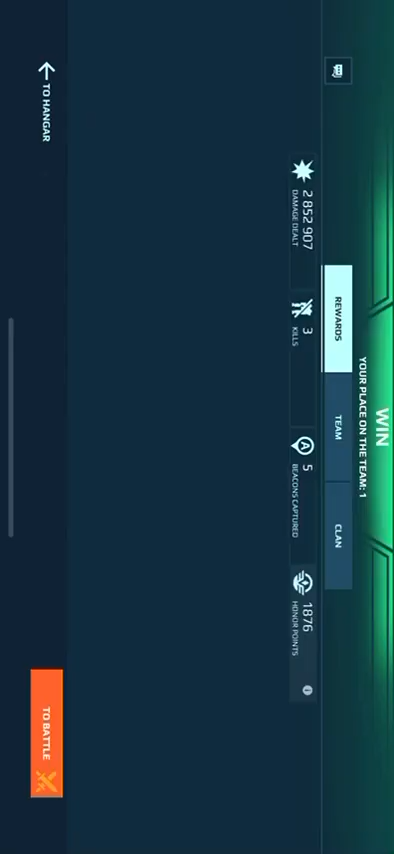 WIN
YOUR PLACE ON THE TEAM: 1
REWARDS
TEAM
CLAN
2 852 907
DAMAGE DEALT
3
KILLS
5
BEACONS CAPTURED
1876
HONOR POINTS
TO HANGAR
TO BATTLE